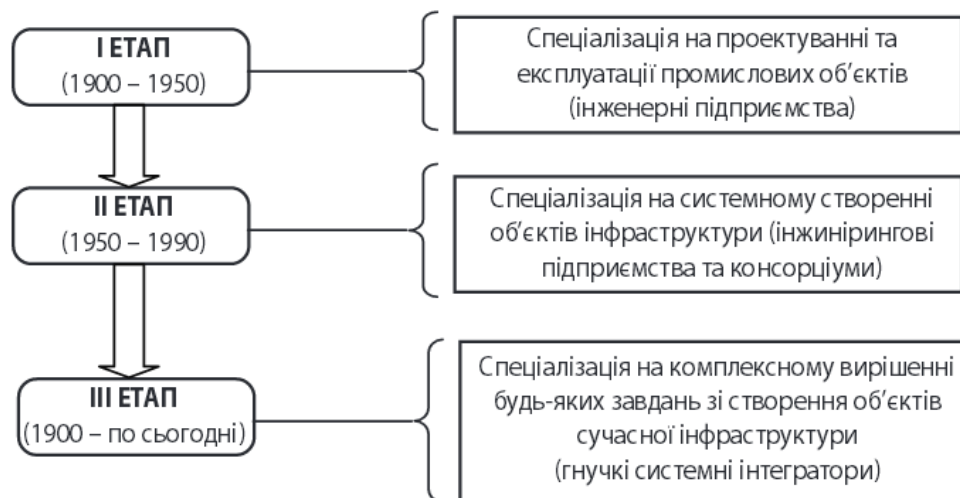 І ЕТАП
(1900 – 1950)
Спеціалізація на проектуванні та
експлуатації промислових об’єктів
(інженерні підприємства)
ІІ ЕТАП
(1950 – 1990)
Спеціалізація на системному створенні
об’єктів інфраструктури (інжинірингові
підприємства та консорціуми)
ІІІ ЕТАП
(1900 – по сьогодні)
Спеціалізація на комплексному вирішенні
будь-яких завдань зі створення об’єктів
сучасної інфраструктури
(гнучкі системні інтегратори)